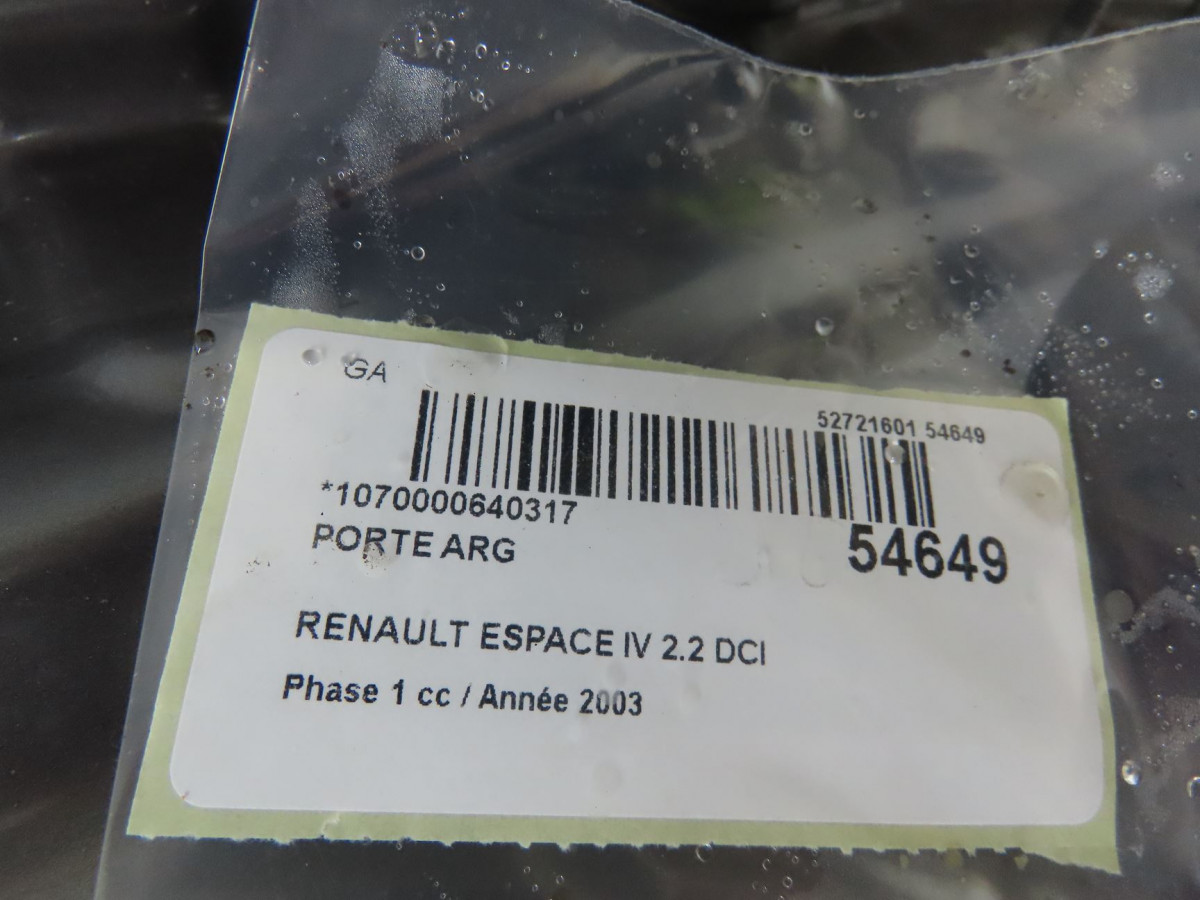 GA
52721601 54649
*1070000640317
PORTE ARG
54649
RENAULT ESPACE IV 2.2 DCI
Phase 1 cc / Année 2003